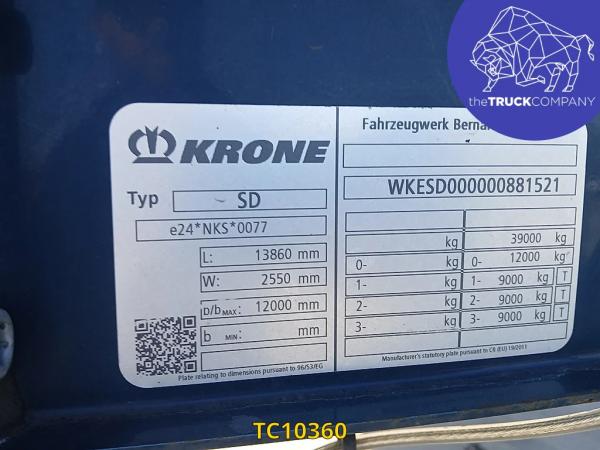 theTRUCKCOMPANY
KRONE
Typ SD
e24*NKS*0077
L: 13860 mm
W: 2550 mm
D/b MAX: 12000 mm
b MIN.: mm
Plate relating to dimensions pursuant to 96/53/EG
Fahrzeugwerk
WKESD000000881521
kg 39000 kg
0- kg 0- 12000 kg
1- kg 1- 9000 kg T
2- kg 2- 9000 kg T
3- kg 3- 9000 kg T
Manufacturer's statutory plate pursuant to CR (EU) 19/2011
TC10360